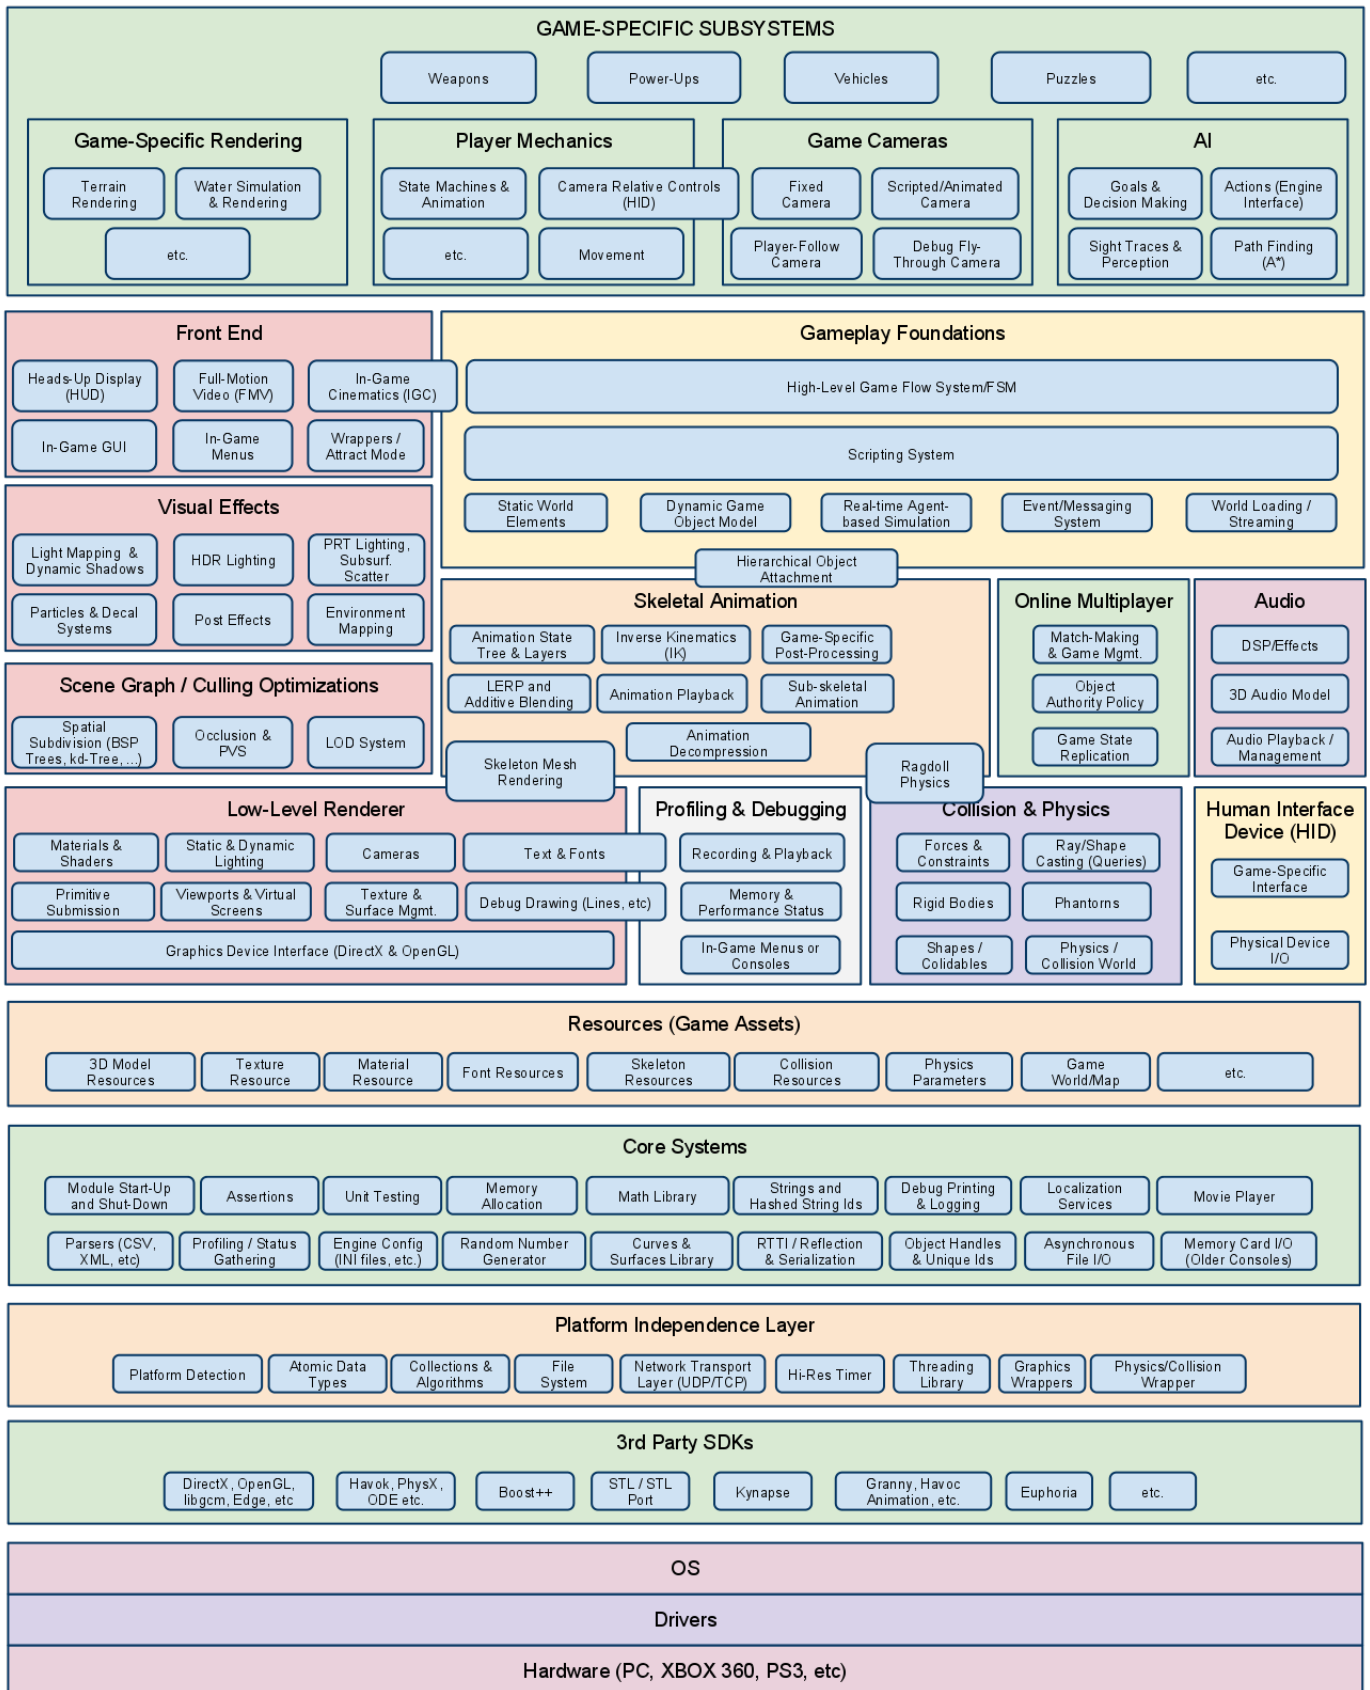 GAME-SPECIFIC SUBSYSTEMS
Weapons
Power-Ups
Vehicles
Puzzles
etc.
Game-Specific Rendering
Terrain
Rendering
Water Simulation
& Rendering
etc.
Player Mechanics
State Machines &
Animation
Camera Relative Controls
(HID)
etc.
Movement
Game Cameras
Fixed
Camera
Scripted/Animated
Camera
Player-Follow
Camera
Debug Fly-
Through Camera
AI
Goals &
Decision Making
Actions (Engine
Interface)
Sight Traces &
Perception
Path Finding
(A*)
Front End
Heads-Up Display
(HUD)
Full-Motion
Video (FMV)
In-Game
Cinematics (IGC)
In-Game GUI
In-Game
Menus
Wrappers /
Attract Mode
Gameplay Foundations
High-Level Game Flow System/FSM
Scripting System
Static World
Elements
Dynamic Game
Object Model
Real-time Agent-
based Simulation
Event/Messaging
System
World Loading /
Streaming
Hierarchical Object
Attachment
Visual Effects
Light Mapping &
Dynamic Shadows
HDR Lighting
PRT Lighting,
Subsurf.
Scatter
Particles & Decal
Systems
Post Effects
Environment
Mapping
Skeletal Animation
Animation State
Tree & Layers
Inverse Kinematics
(IK)
Game-Specific
Post-Processing
LERP and
Additive Blending
Animation Playback
Sub-skeletal
Animation
Animation
Decompression
Skeleton Mesh
Rendering
Ragdoll
Physics
Online Multiplayer
Match-Making
& Game Mgmt.
Object
Authority Policy
Game State
Replication
Audio
DSP/Effects
3D Audio Model
Audio Playback /
Management
Scene Graph / Culling Optimizations
Spatial
Subdivision (BSP
Trees, kd-Tree, ...)
Occlusion &
PVS
LOD System
Low-Level Renderer
Materials &
Shaders
Static & Dynamic
Lighting
Cameras
Text & Fonts
Primitive
Submission
Viewports & Virtual
Screens
Texture &
Surface Mgmt.
Debug Drawing (Lines, etc)
Graphics Device Interface (DirectX & OpenGL)
Profiling & Debugging
Recording & Playback
Memory &
Performance Status
In-Game Menus or
Consoles
Collision & Physics
Forces &
Constraints
Ray/Shape
Casting (Queries)
Rigid Bodies
Phantorns
Shapes /
Colidables
Physics /
Collision World
Human Interface
Device (HID)
Game-Specific
Interface
Physical Device
I/O
Resources (Game Assets)
3D Model
Resources
Texture
Resource
Material
Resource
Font Resources
Skeleton
Resources
Collision
Resources
Physics
Parameters
Game
World/Map
etc.
Core Systems
Module Start-Up
and Shut-Down
Assertions
Unit Testing
Memory
Allocation
Math Library
Strings and
Hashed String Ids
Debug Printing
& Logging
Localization
Services
Movie Player
Parsers (CSV,
XML, etc)
Profiling / Status
Gathering
Engine Config
(INI files, etc.)
Random Number
Generator
Curves &
Surfaces Library
RTTI / Reflection
& Serialization
Object Handles
& Unique Ids
Asynchronous
File I/O
Memory Card I/O
(Older Consoles)
Platform Independence Layer
Platform Detection
Atomic Data
Types
Collections &
Algorithms
File
System
Network Transport
Layer (UDP/TCP)
Hi-Res Timer
Threading
Library
Graphics
Wrappers
Physics/Collision
Wrapper
3rd Party SDKs
DirectX, OpenGL,
libgcm, Edge, etc
Havok, PhysX,
ODE etc.
Boost++
STL / STL
Port
Kynapse
Granny, Havoc
Animation, etc.
Euphoria
etc.
OS
Drivers
Hardware (PC, XBOX 360, PS3, etc)